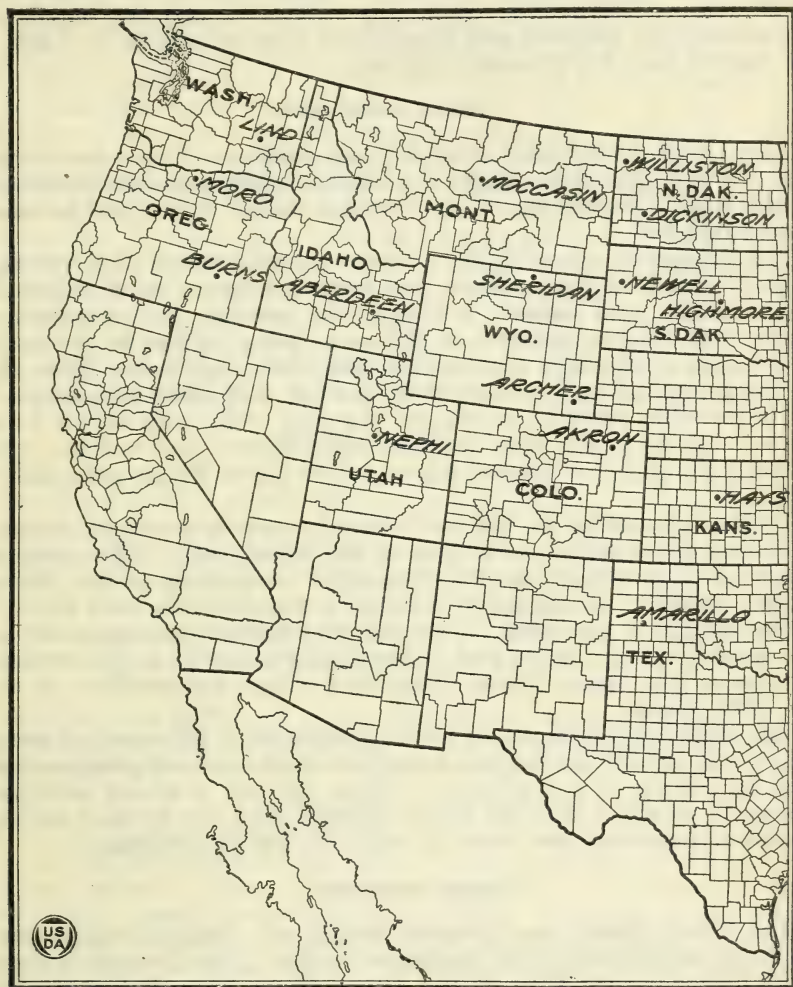 WASH.
LIND
MORO
OREG.
BURNS
IDAHO
ABERDEEN
MOCCASIN
MONT.
WILLISTON
N. DAK.
DICKINSON
SHERIDAN
WYO.
ARCHER
NEWELL
HIGHMORE
S. DAK.
NEPHI
UTAH
AKRON
COLO.
HAYS
KANS.
AMARILLO
TEX.
US
DA